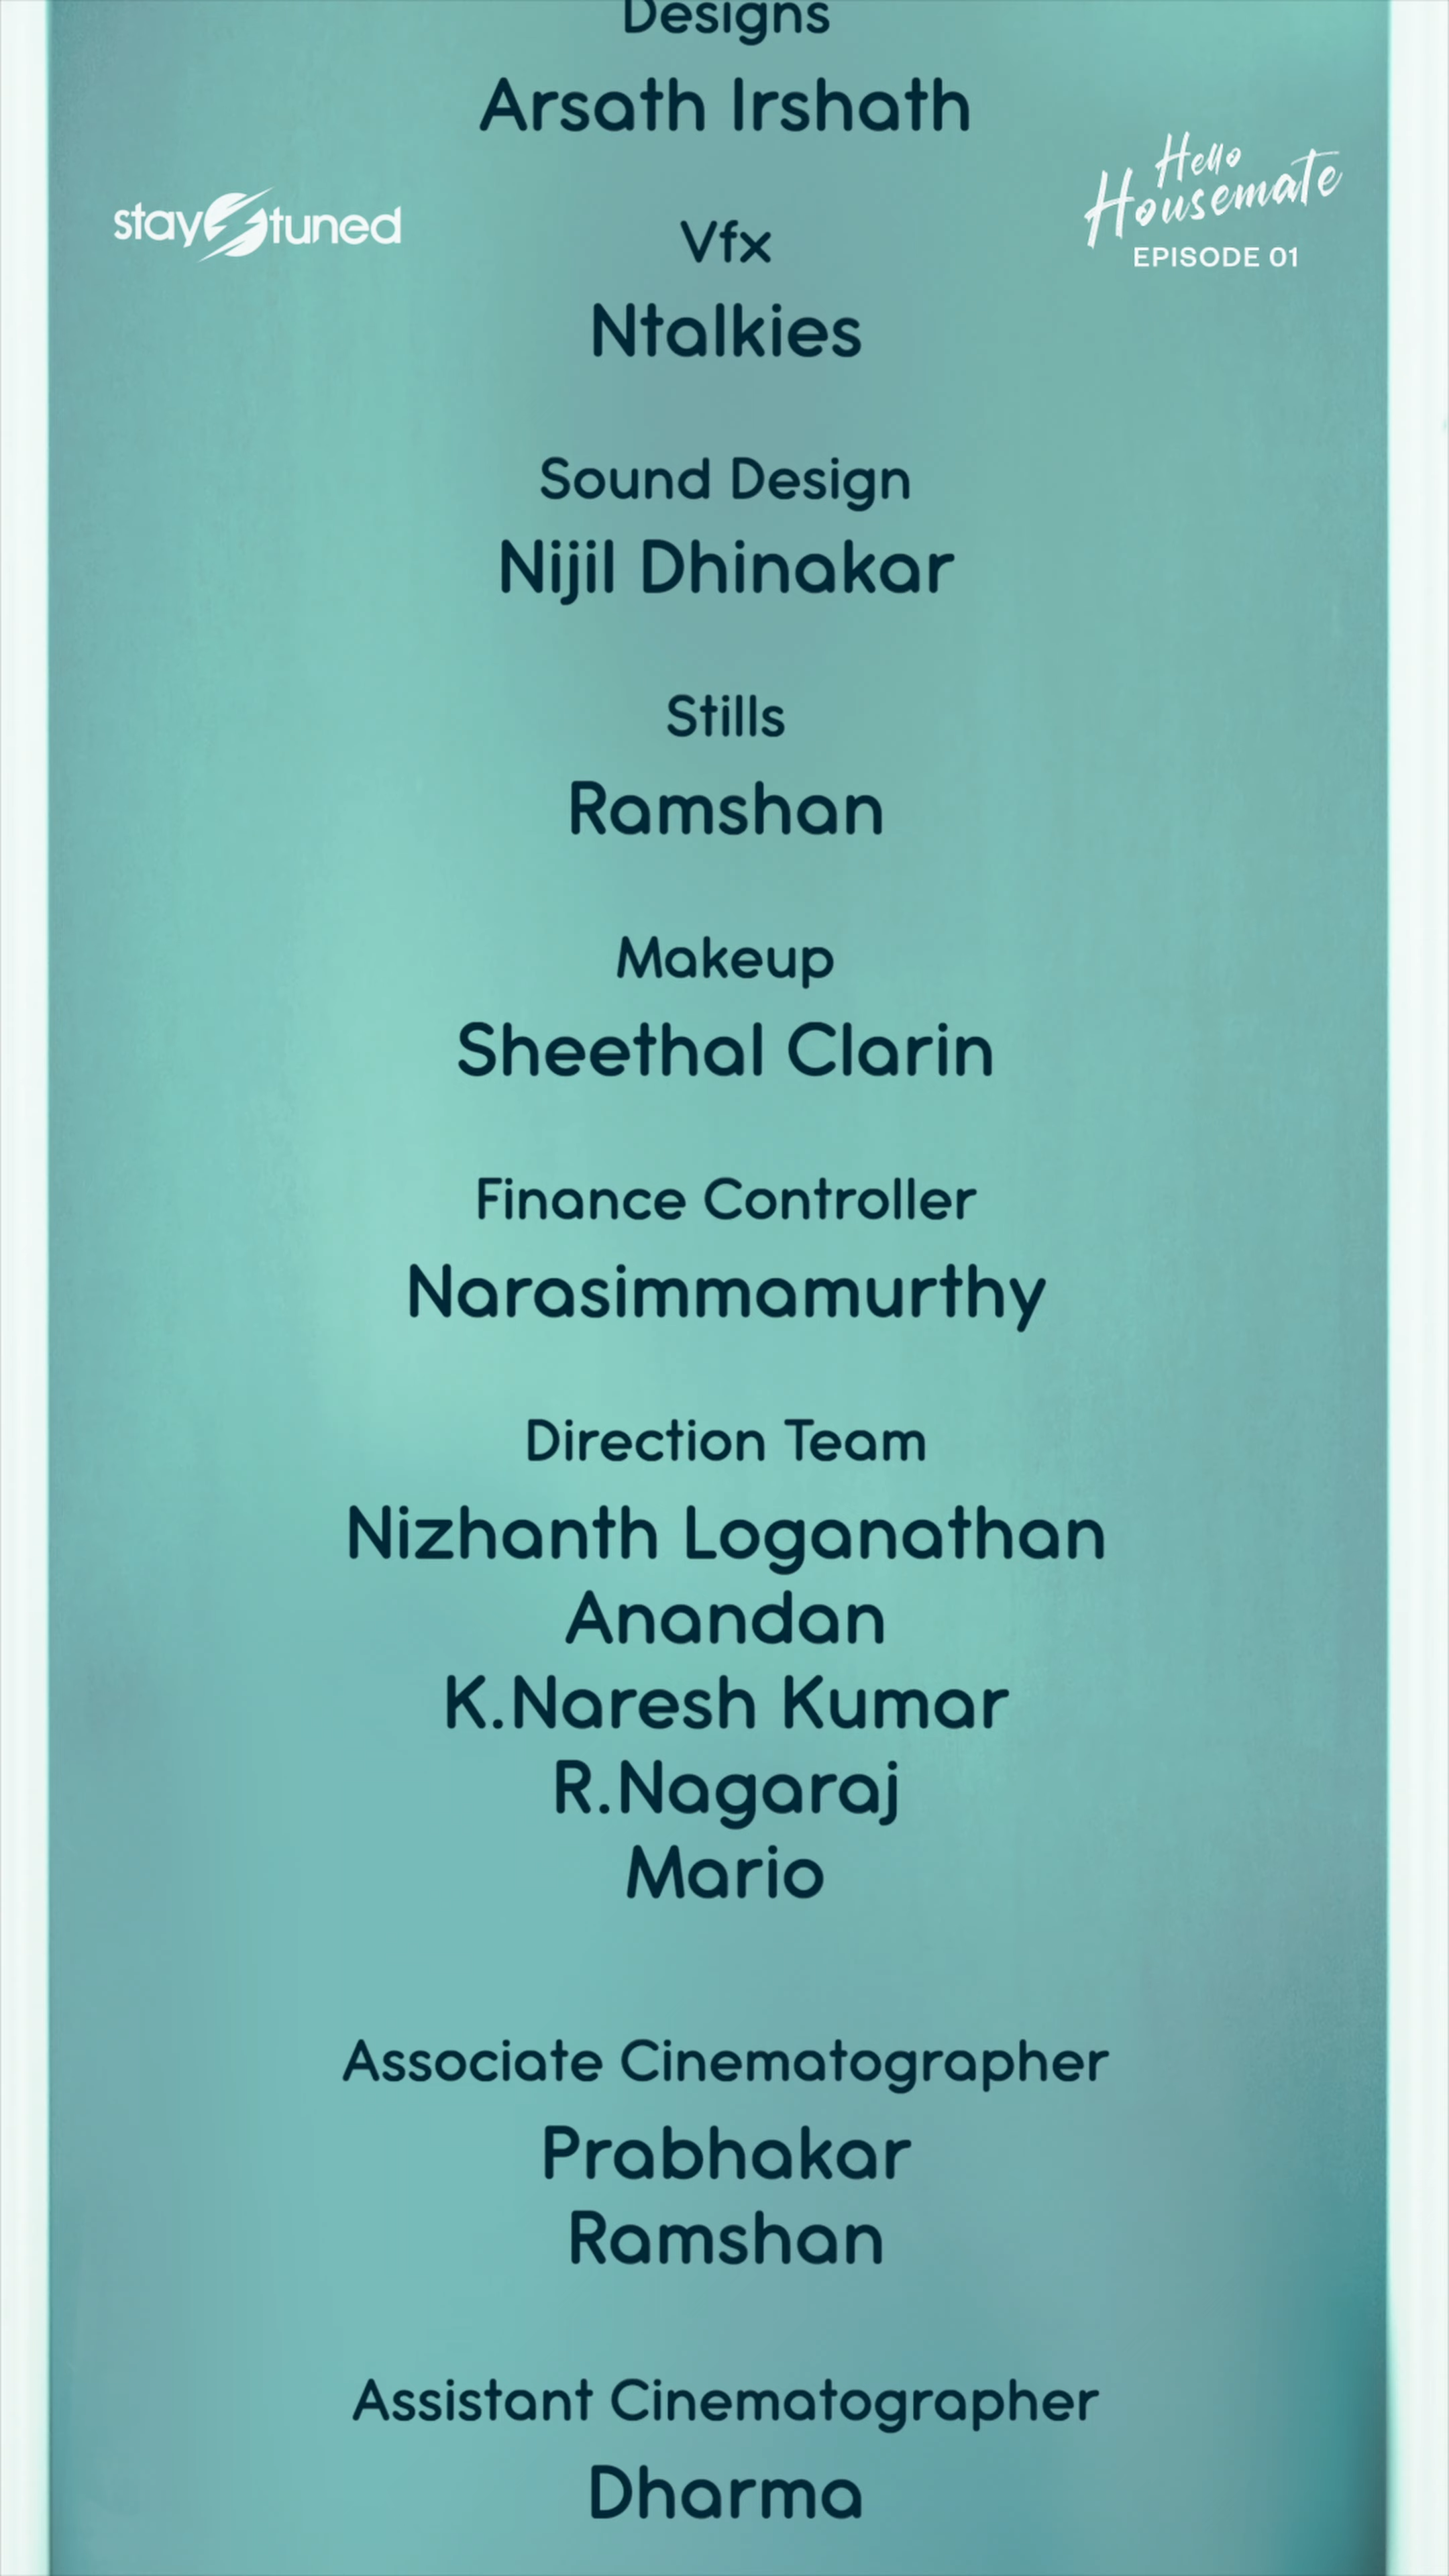 Designs
Arsath Irshath
stay tuned
Hello
Housemate
EPISODE 01
Vfx
Ntalkies
Sound Design
Nijil Dhinakar
Stills
Ramshan
Makeup
Sheethal Clarin
Finance Controller
Narasimmamurthy
Direction Team
Nizhanth Loganathan
Anandan
K.Naresh Kumar
R.Nagaraj
Mario
Associate Cinematographer
Prabhakar
Ramshan
Assistant Cinematographer
Dharma